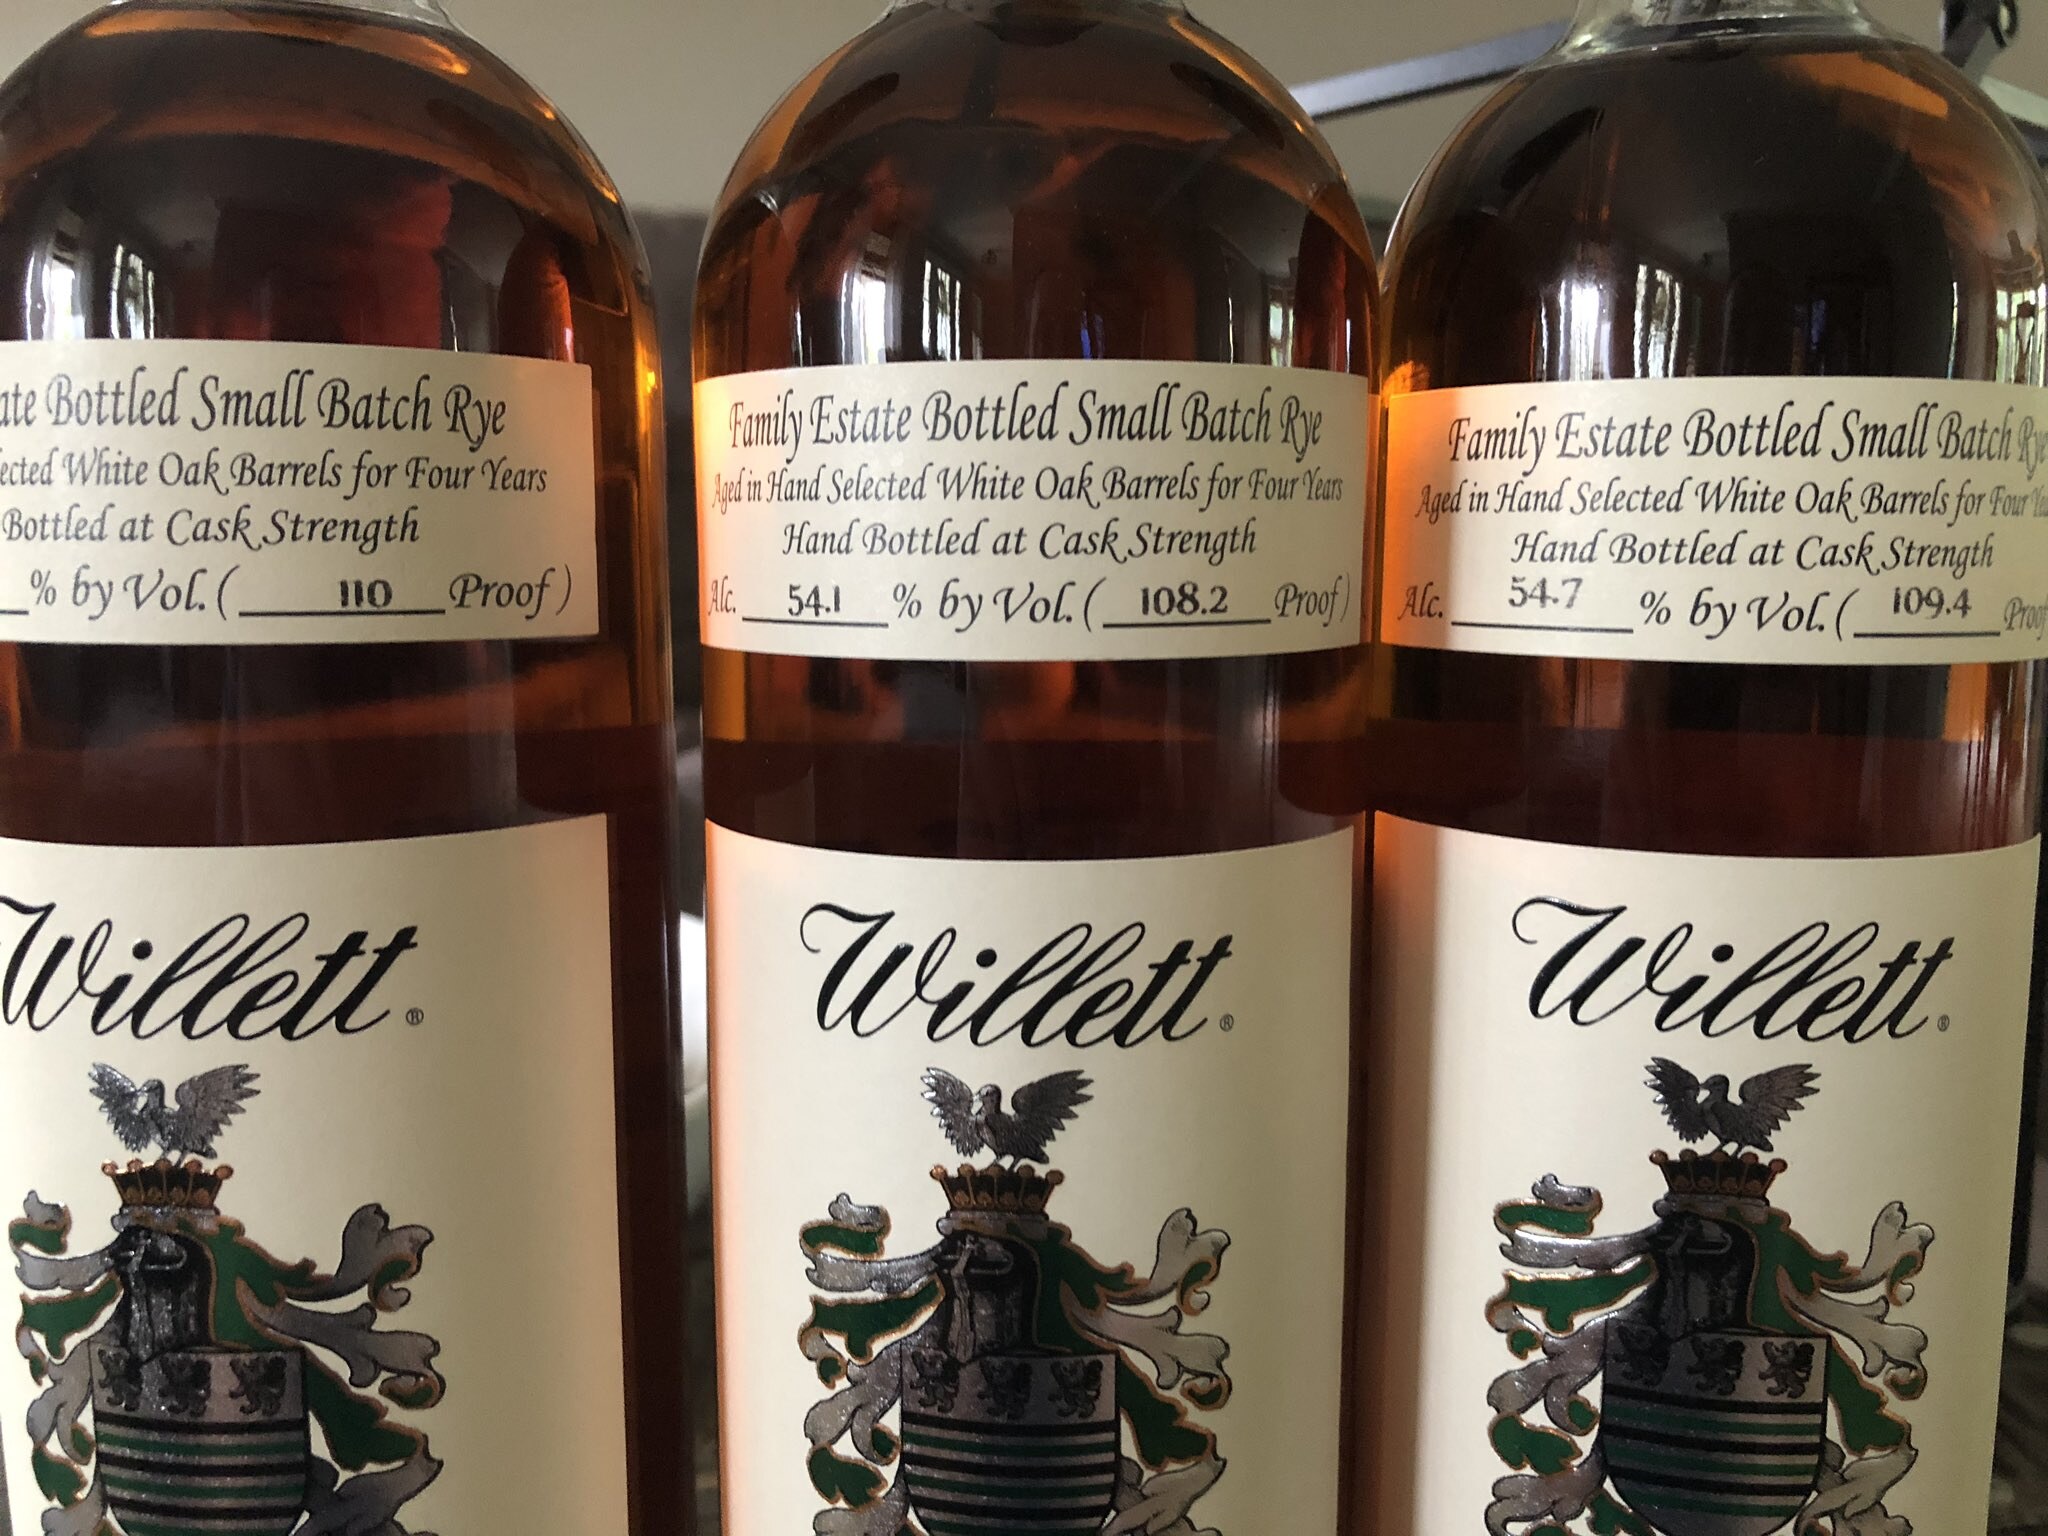 ate Bottled Small Batch Rye
ected White Oak Barrels for Four Years
Bottled at Cask Strength
% by Vol. ( 110 Proof )
Willett ®
Family Estate Bottled Small Batch Rye
Aged in Hand Selected White Oak Barrels for Four Years
Hand Bottled at Cask Strength
Alc. 54.1 % by Vol. ( 108.2 Proof )
Willett ®
Family Estate Bottled Small Batch Rye
Aged in Hand Selected White Oak Barrels for Four Yea
Hand Bottled at Cask Strength
Alc. 54.7 % by Vol. ( 109.4 Proof
Willett ®